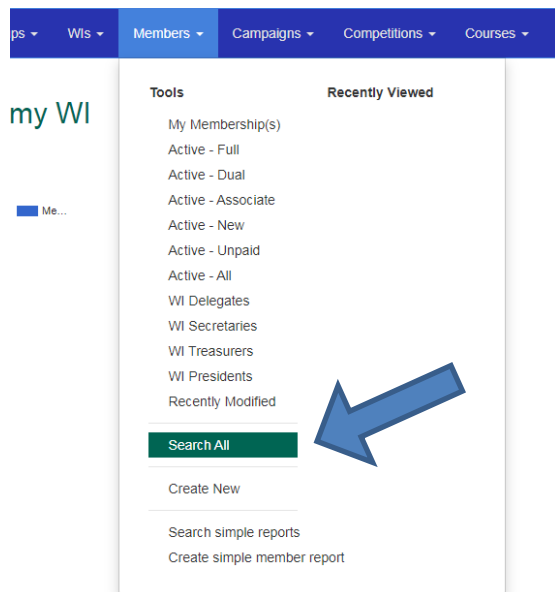 ps WIs Members Campaigns Competitions Courses
Tools Recently Viewed
my WI
My Membership(s)
Active - Full
Active - Dual
Active - Associate
Me...
Active - New
Active - Unpaid
Active - All
WI Delegates
WI Secretaries
WI Treasurers
WI Presidents
Recently Modified
Search All
Create New
Search simple reports
Create simple member report